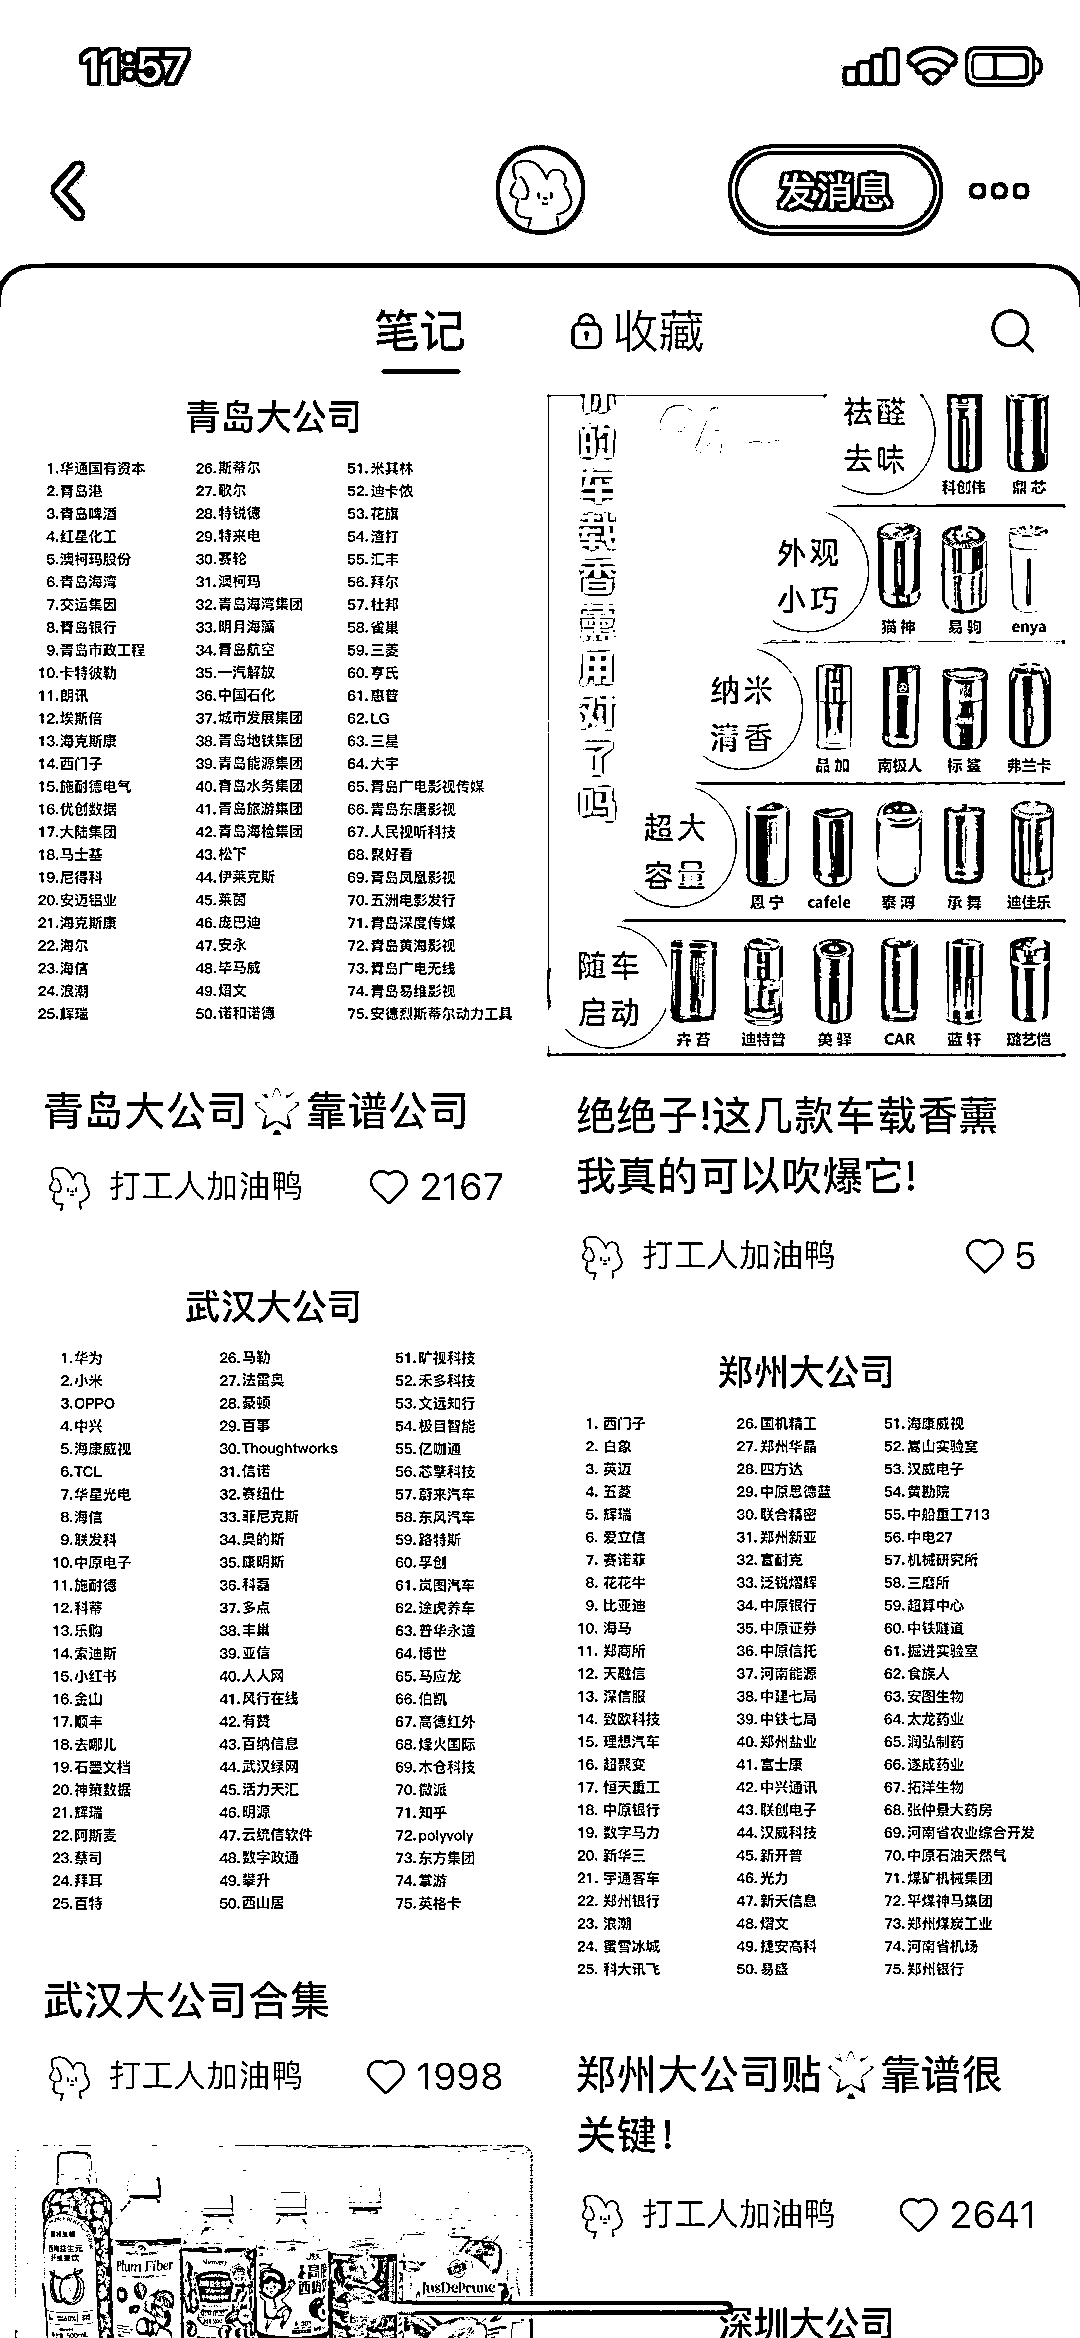 11:57
发消息
笔记
收藏
青岛大公司
1.华通国有资本
2.青岛港
3.青岛啤酒
4.红星化工
5.澳柯玛股份
6.青岛海湾
7.交运集团
8.青岛银行
9.青岛市政工程
10.卡特彼勒
11.朗讯
12.埃斯倍
13.海克斯康
14.西门子
15.施耐德电气
16.优创数据
17.大陆集团
18.马士基
19.尼得科
20.安迈铝业
21.海克斯康
22.海尔
23.海信
24.浪潮
25.辉瑞
26.斯蒂尔
27.歌尔
28.特锐德
29.特来电
30.赛轮
31.澳柯玛
32.青岛海湾集团
33.明月海藻
34.青岛航空
35.一汽解放
36.中国石化
37.城市发展集团
38.青岛地铁集团
39.青岛能源集团
40.青岛水务集团
41.青岛旅游集团
42.青岛海检集团
43.松下
44.伊莱克斯
45.莱茵
46.庞巴迪
47.安永
48.毕马威
49.熠文
50.诺和诺德
51.米其林
52.迪卡侬
53.花旗
54.渣打
55.汇丰
56.拜尔
57.杜邦
58.雀巢
59.三菱
60.亨氏
61.惠普
62.LG
63.三星
64.大宇
65.青岛广电影视传媒
66.青岛东唐影视
67.人民视听科技
68.聚好看
69.青岛凤凰影视
70.五洲电影发行
71.青岛深度传媒
72.青岛黄海影视
73.青岛广电无线
74.青岛易维影视
75.安德烈斯蒂尔动力工具
青岛大公司 靠谱公司
打工人加油鸭
2167
你的车载香薰用对了吗
祛醛
去味
科创伟 鼎芯
外观
小巧
猫神 易驹 enya
纳米
清香
品加 南极人 标鲨 弗兰卡
超大
容量
恩宁 cafele 泰溽 承舞 迪佳乐
随车
启动
卉苔 迪特普 英驿 CAR 蓝轩 璐艺恺
绝绝子!这几款车载香薰
我真的可以吹爆它!
打工人加油鸭
5
武汉大公司
1.华为
2.小米
3.OPPO
4.中兴
5.海康威视
6.TCL
7.华星光电
8.海信
9.联发科
10.中原电子
11.施耐德
12.科蒂
13.乐购
14.索迪斯
15.小红书
16.金山
17.顺丰
18.去哪儿
19.石墨文档
20.神策数据
21.辉瑞
22.阿斯麦
23.蔡司
24.拜耳
25.百特
26.马勒
27.法雷奥
28.豪顿
29.百事
30.Thoughtworks
31.信诺
32.赛纽仕
33.菲尼克斯
34.奥的斯
35.康明斯
36.科磊
37.多点
38.丰巢
39.亚信
40.人人网
41.风行在线
42.有赞
43.百纳信息
44.武汉绿网
45.活力天汇
46.明源
47.云统信软件
48.数字政通
49.攀升
50.西山居
51.旷视科技
52.禾多科技
53.文远知行
54.极目智能
55.亿咖通
56.芯擎科技
57.蔚来汽车
58.东风汽车
59.路特斯
60.孚创
61.岚图汽车
62.途虎养车
63.普华永道
64.博世
65.马应龙
66.伯凯
67.高德红外
68.烽火国际
69.木仓科技
70.微派
71.知乎
72.polyvoly
73.东方集团
74.掌游
75.英格卡
武汉大公司合集
打工人加油鸭
1998
郑州大公司
1. 西门子
2. 白象
3. 英迈
4. 五菱
5. 辉瑞
6. 爱立信
7. 赛诺菲
8. 花花牛
9. 比亚迪
10. 海马
11. 郑商所
12. 天融信
13. 深信服
14. 致欧科技
15. 理想汽车
16. 超聚变
17. 恒天重工
18. 中原银行
19. 数字马力
20. 新华三
21. 宇通客车
22. 郑州银行
23. 浪潮
24. 蜜雪冰城
25. 科大讯飞
26.国机精工
27.郑州华晶
28.四方达
29.中原思德蓝
30.联合精密
31.郑州新亚
32.富耐克
33.泛锐熠辉
34.中原银行
35.中原证券
36.中原信托
37.河南能源
38.中建七局
39.中铁七局
40.郑州盐业
41.富士康
42.中兴通讯
43.联创电子
44.汉威科技
45.新开普
46.光力
47.新天信息
48.熠文
49.捷安高科
50.易盛
51.海康威视
52.嵩山实验室
53.汉威电子
54.黄勘院
55.中船重工713
56.中电27
57.机械研究所
58.三磨所
59.超算中心
60.中铁隧道
61.掘进实验室
62.食族人
63.安图生物
64.太龙药业
65.润弘制药
66.遂成药业
67.拓洋生物
68.张仲景大药房
69.河南省农业综合开发
70.中原石油天然气
71.煤矿机械集团
72.平煤神马集团
73.郑州煤炭工业
74.河南省机场
75.郑州银行
郑州大公司贴 靠谱很
关键!
打工人加油鸭
2641
Plum Fiber
西梅
JusDePrune
深圳大公司